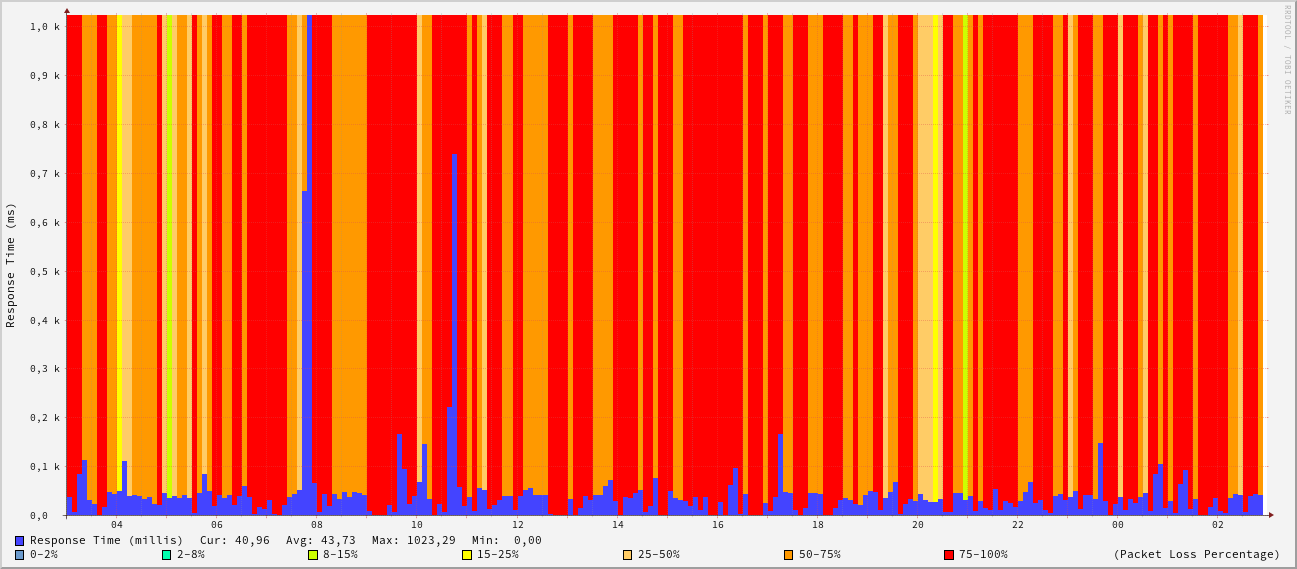 RRDTOOL / TOBI OETIKER
Response Time (ms)
1,0 k
0,9 k
0,8 k
0,7 k
0,6 k
0,5 k
0,4 k
0,3 k
0,2 k
0,1 k
0,0
04 06 08 10 12 14 16 18 20 22 00 02
Response Time (millis) Cur: 40,96 Avg: 43,73 Max: 1023,29 Min: 0,00
0-2% 2-8% 8-15% 15-25% 25-50% 50-75% 75-100% (Packet Loss Percentage)